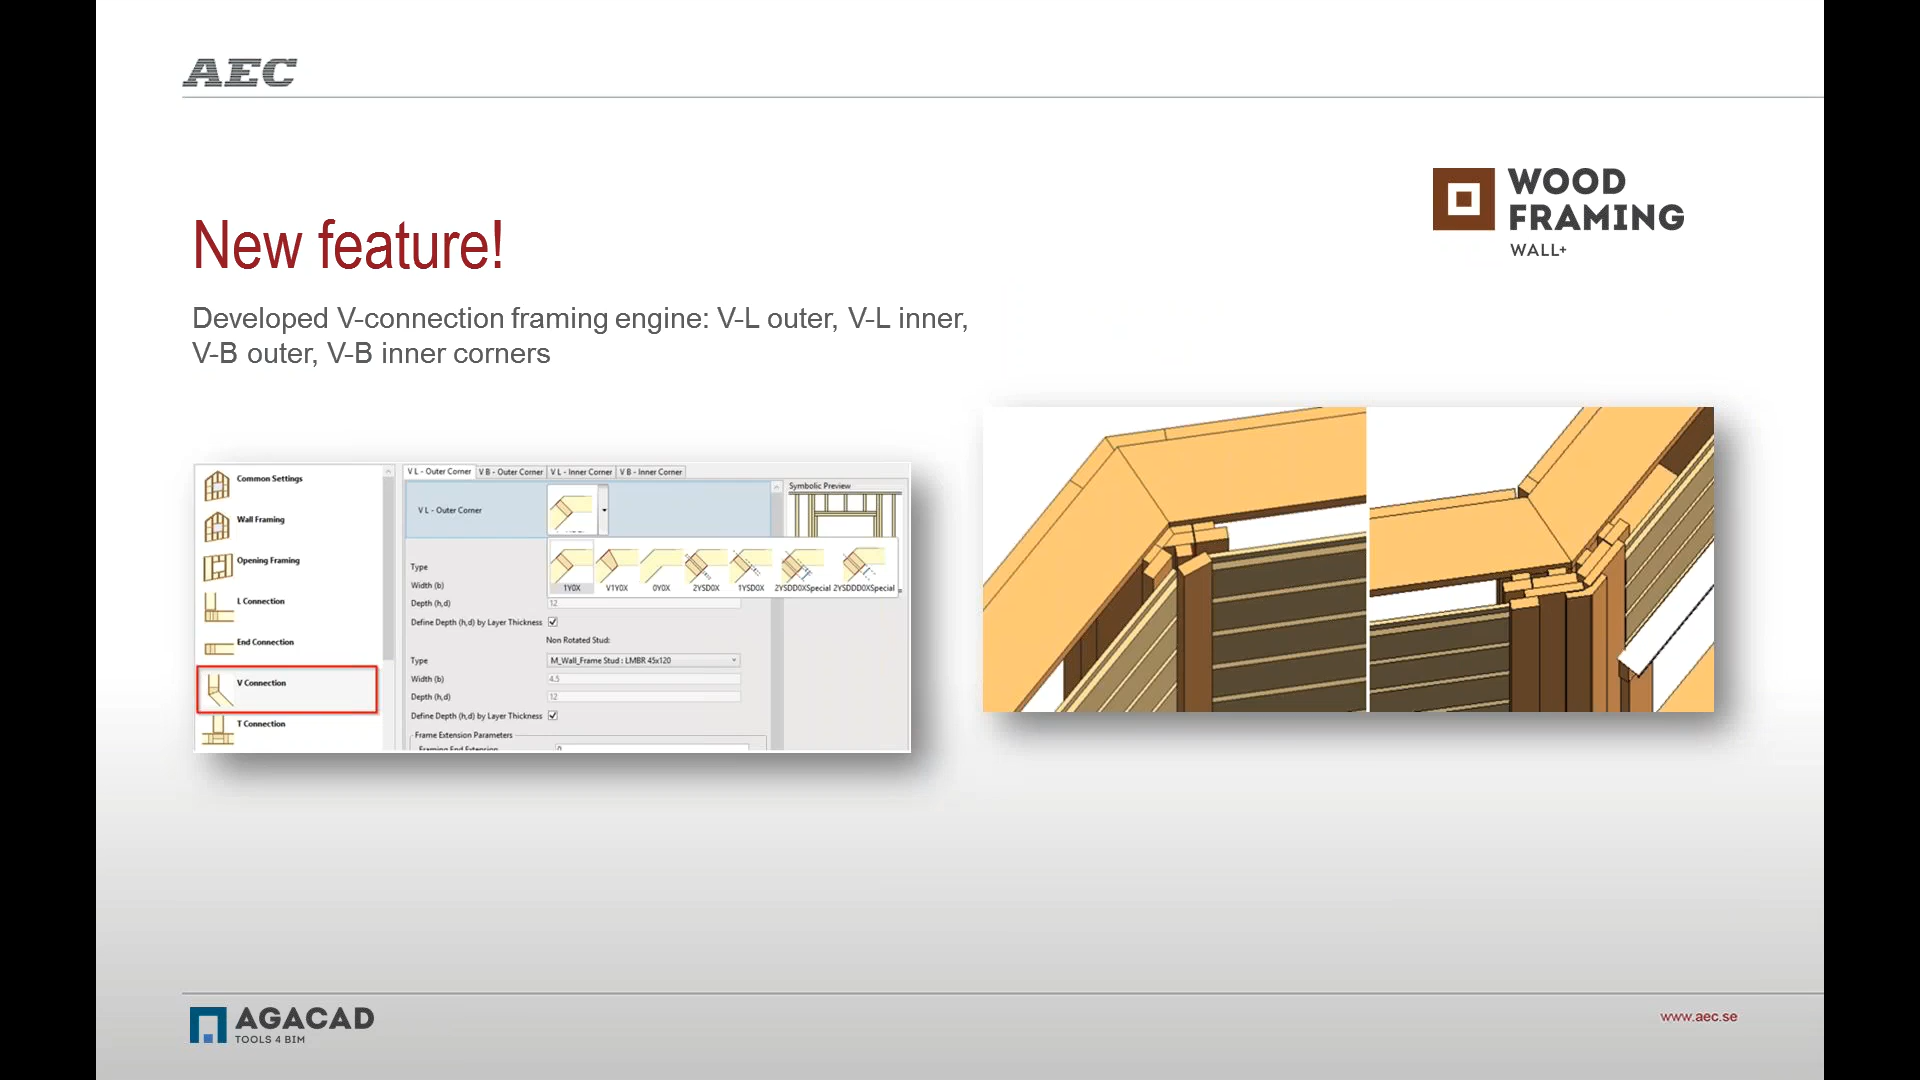 AEC
WOOD
FRAMING
WALL+
New feature!
Developed V-connection framing engine: V-L outer, V-L inner,
V-B outer, V-B inner corners
Common Settings
Wall Framing
Opening Framing
L Connection
End Connection
V Connection
T Connection
V L - Outer Corner
V B - Outer Corner
V L - Inner Corner
V B - Inner Corner
V L - Outer Corner
Symbolic Preview
1Y0X
V1Y0X
0Y0X
2YSD0X
1YSD0X
2YSDD0XSpecial
2YSDDD0XSpecial
Type
Width (b)
Depth (h,d)
12
Define Depth (h,d) by Layer Thickness
Non Rotated Stud:
Type
M_Wall_Frame Stud : LMBR 45x120
Width (b)
4.5
Depth (h,d)
12
Define Depth (h,d) by Layer Thickness
Frame Extension Parameters
Framing End Extension
0
AGACAD
TOOLS 4 BIM
www.aec.se